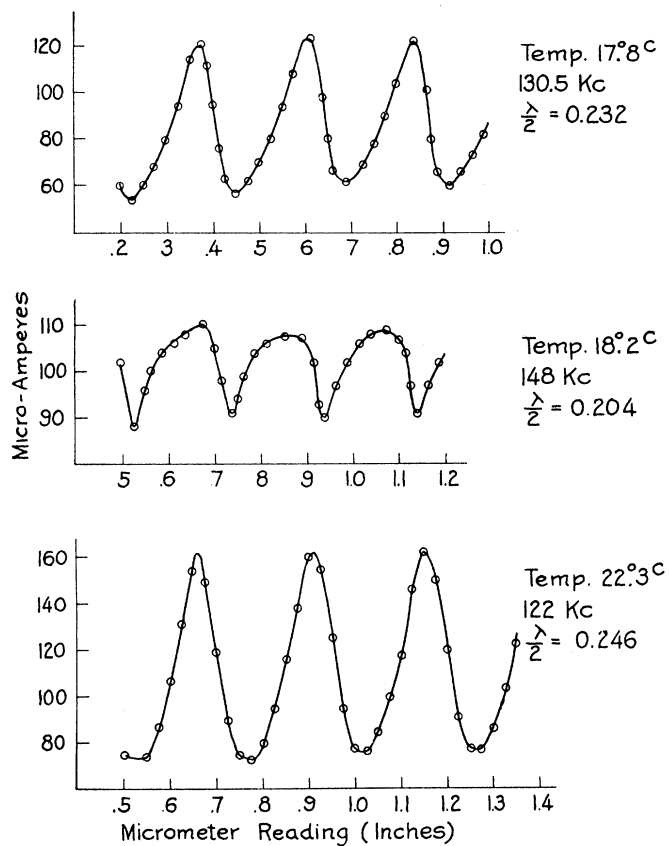 120
100
80
60
.2 .3 .4 .5 .6 .7 .8 .9 1.0
Temp. 17°.8 C
130.5 Kc
λ/2 = 0.232
Micro-Amperes
110
100
90
.5 .6 .7 .8 .9 1.0 1.1 1.2
Temp. 18°.2 C
148 Kc
λ/2 = 0.204
160
140
120
100
80
.5 .6 .7 .8 .9 1.0 1.1 1.2 1.3 1.4
Temp. 22°.3 C
122 Kc
λ/2 = 0.246
Micrometer Reading (Inches)